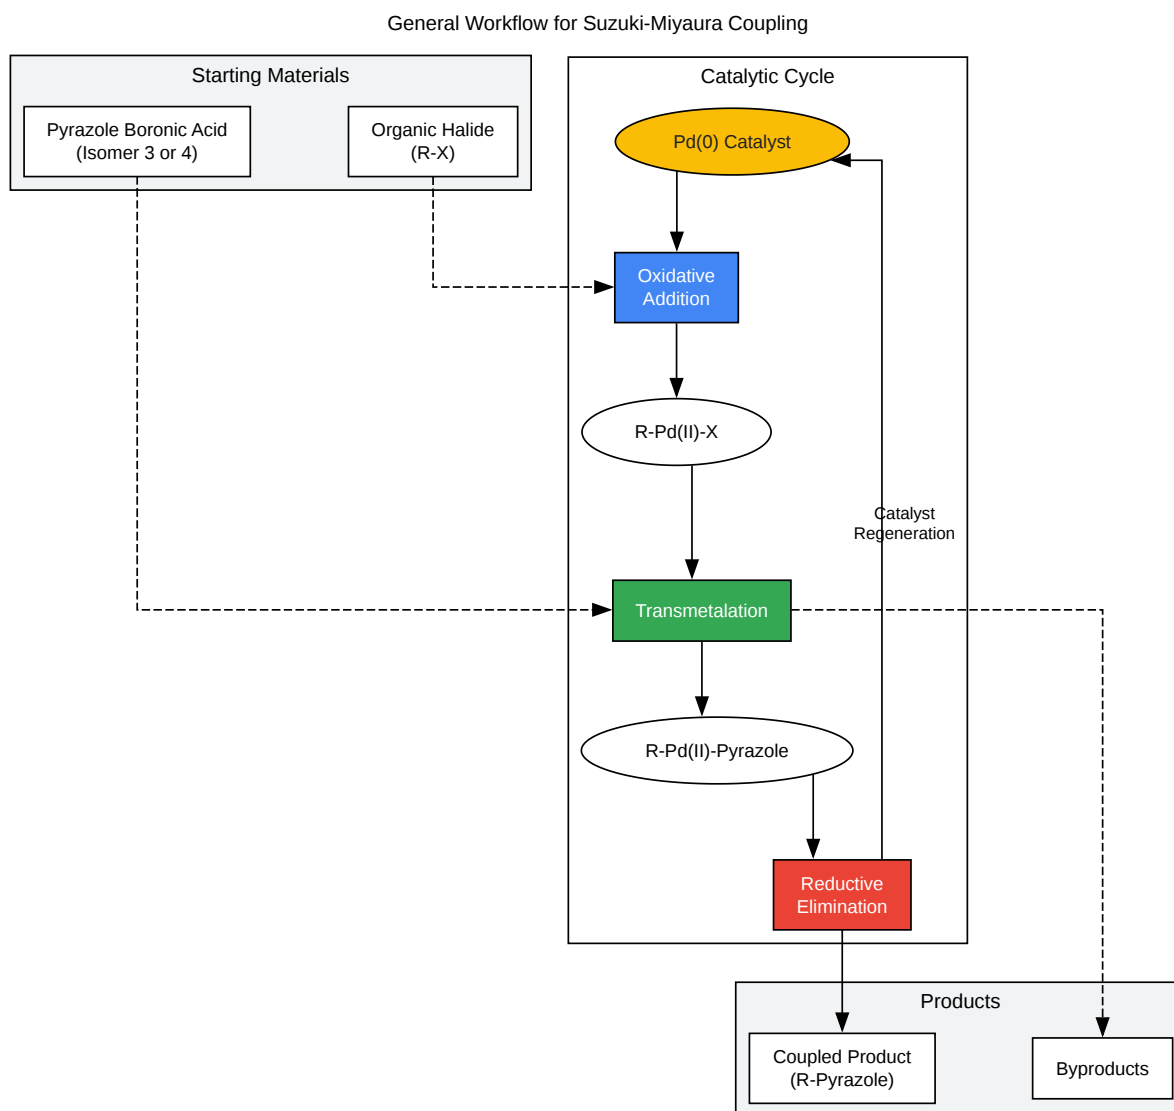 General Workflow for Suzuki-Miyaura Coupling
Starting Materials
Pyrazole Boronic Acid
(Isomer 3 or 4)
Organic Halide
(R-X)
Catalytic Cycle
Pd(0) Catalyst
Oxidative
Addition
R-Pd(II)-X
Catalyst
Regeneration
Transmetalation
R-Pd(II)-Pyrazole
Reductive
Elimination
Products
Coupled Product
(R-Pyrazole)
Byproducts